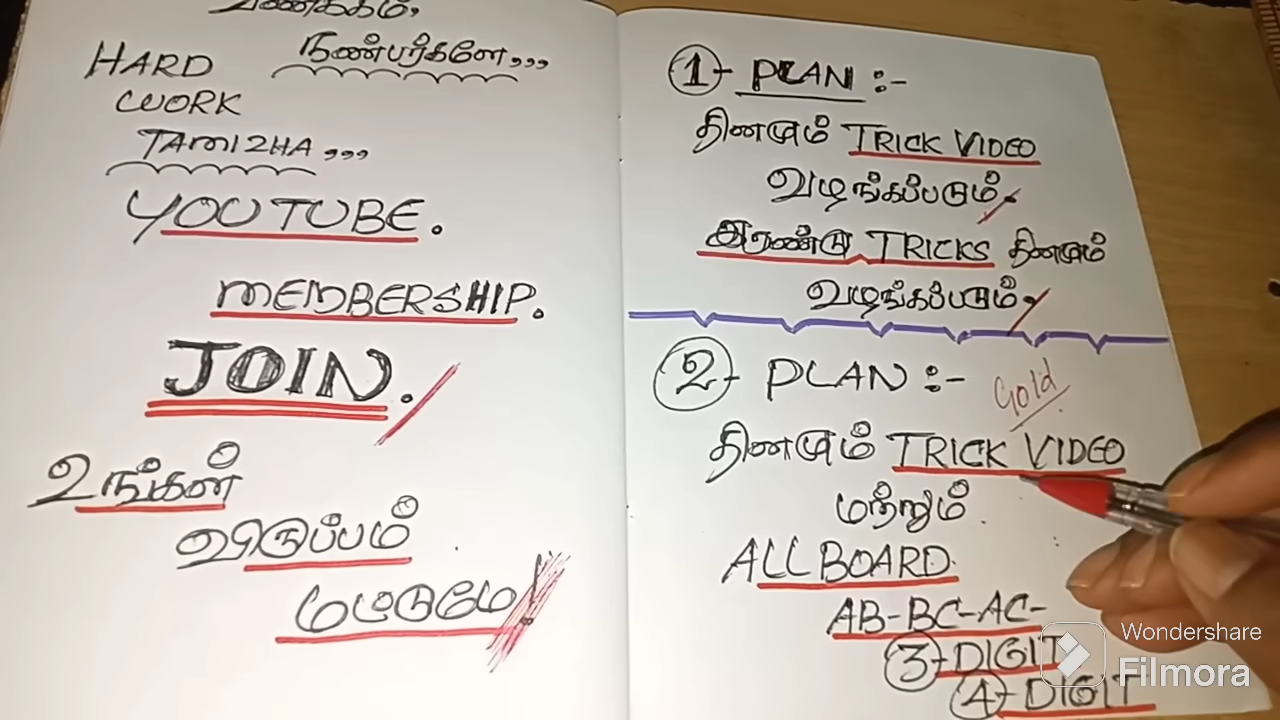 வணக்கம்,
நண்பர்களே,,,
HARD
WORK
TAMIZHA,,,
YOUTUBE.
MEMBERSHIP.
JOIN.
உங்கள்
விருப்பம்
மட்டுமே!
1- PLAN :-
தினமும் TRICK VIDEO
வழங்கப்படும்.
இரண்டு TRICKS தினமும்
வழங்கப்படும்.
2- PLAN :-
Gold
தினமும் TRICK VIDEO
மற்றும்.
ALL BOARD.
AB-BC-AC-
3-DIGIT
4-DIGIT
Wondershare
Filmora